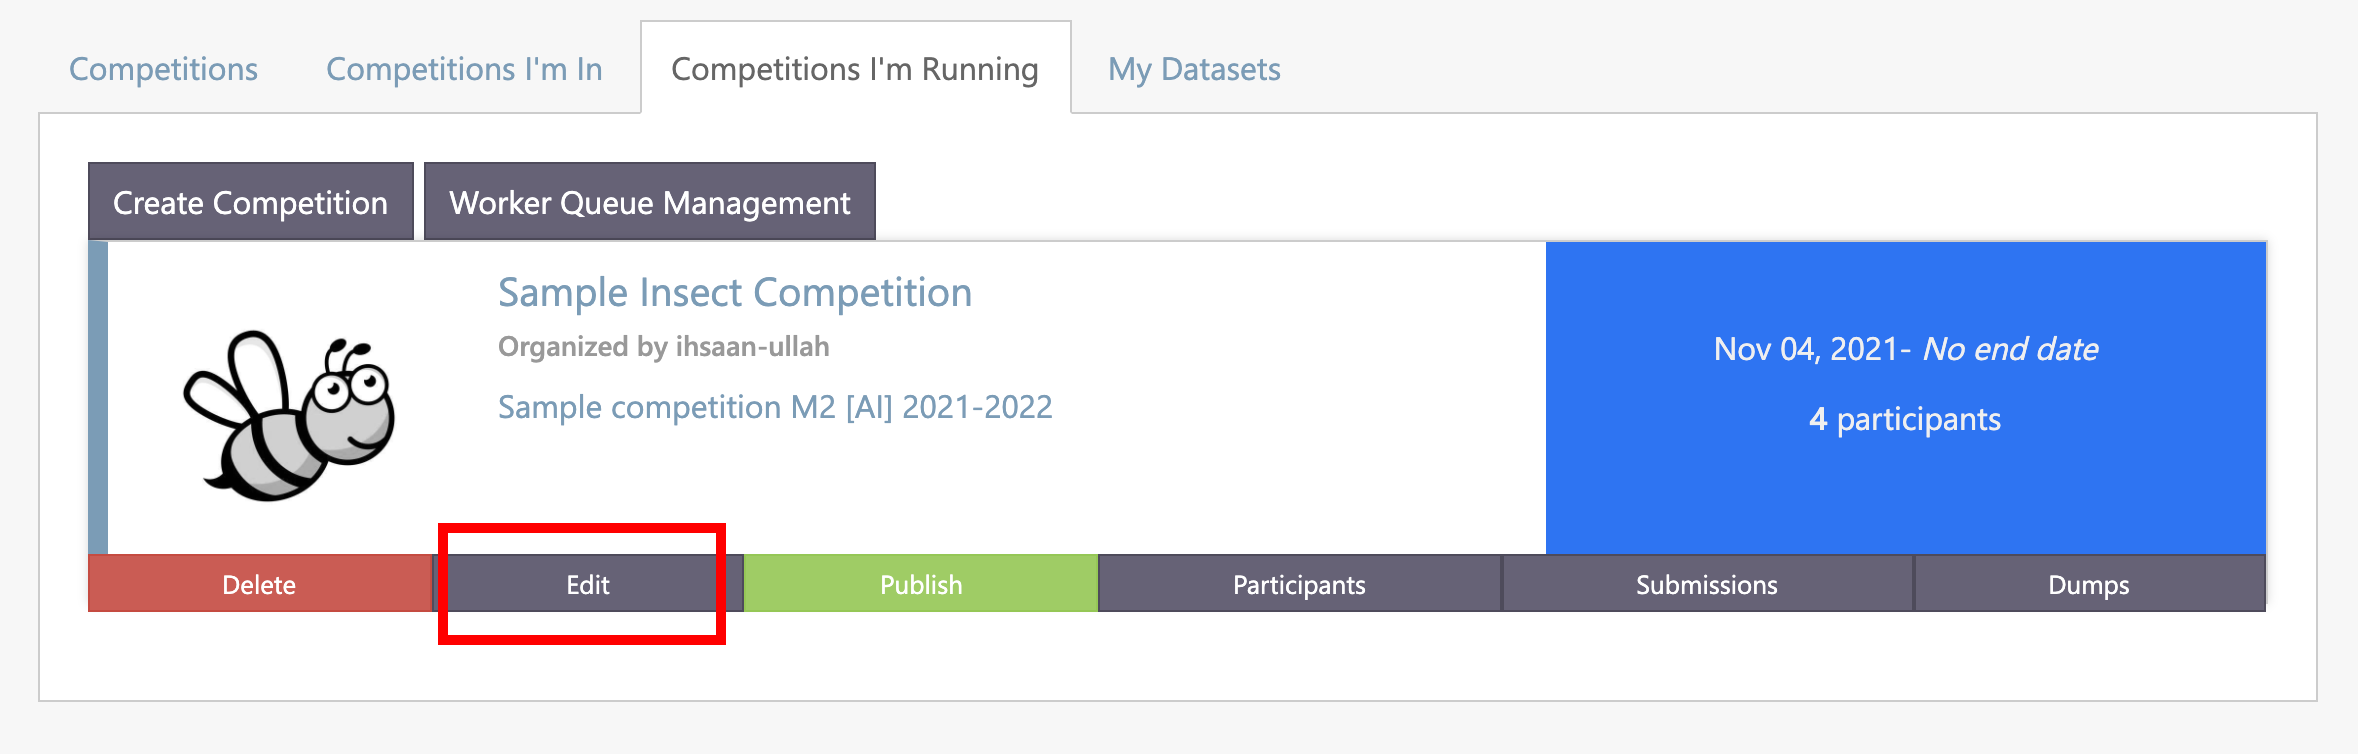 Competitions Competitions I'm In Competitions I'm Running My Datasets
Create Competition Worker Queue Management
Sample Insect Competition
Organized by ihsaan-ullah
Sample competition M2 [AI] 2021-2022
Nov 04, 2021- No end date
4 participants
Delete Edit Publish Participants Submissions Dumps